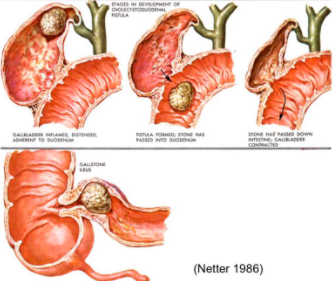 STAGES IN DEVELOPMENT OF
CHOLECYSTODUODENAL
FISTULA
GALLBLADDER INFLAMED, DISTENDED,
ADHERENT TO DUODENUM
FISTULA FORMED; STONE HAS
PASSED INTO DUODENUM
STONE HAS PASSED DOWN
INTESTINE; GALLBLADDER
CONTRACTED
GALLSTONE
ILEUS
(Netter 1986)